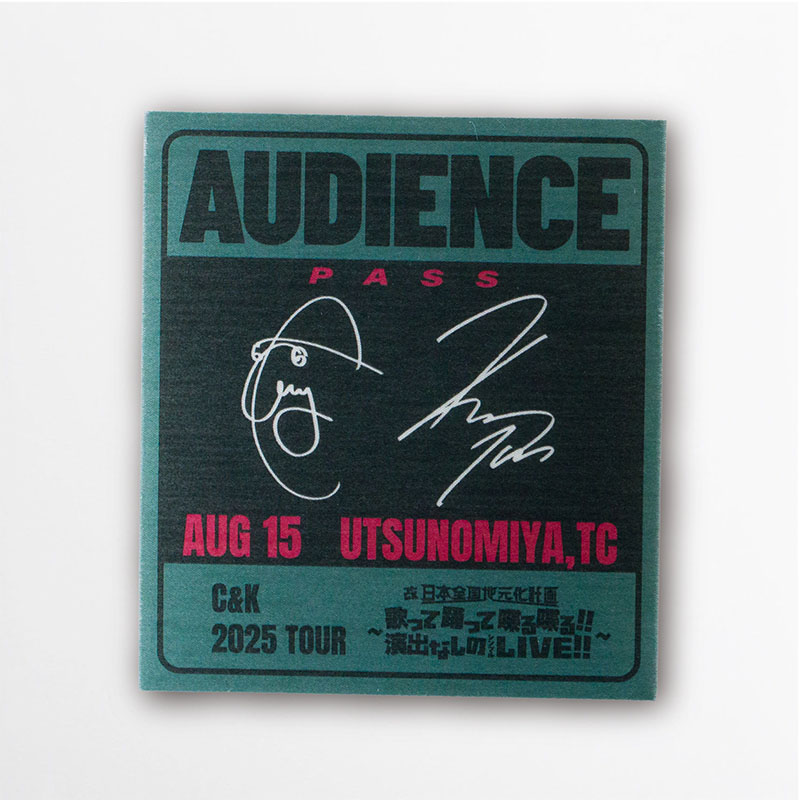 AUDIENCE
PASS
AUG 15 UTSUNOMIYA,TC
C&K
2025 TOUR
改 日本全国地元化計画
歌って踊って喋る喋る!!
~演出なしのLIVE!!~